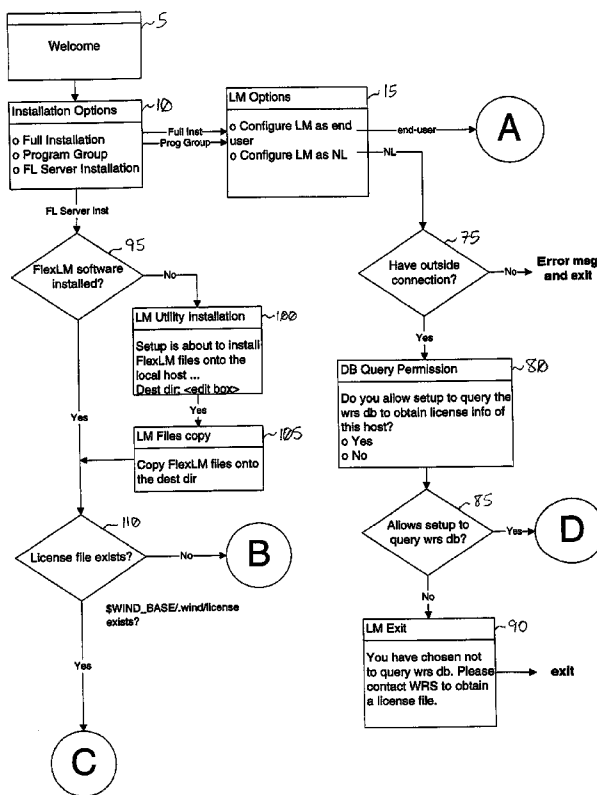 5
Welcome
10
Installation Options
o Full Installation
o Program Group
o FL Server Installation
Full Inst
Prog Group
15
LM Options
o Configure LM as end
user
o Configure LM as NL
end-user
A
NL
FL Server Inst
95
FlexLM software
installed?
No
100
LM Utility Installation
Setup is about to install
FlexLM files onto the
local host ...
Dest dir: <edit box>
Yes
Yes
105
LM Files copy
Copy FlexLM files onto
the dest dir
110
License file exists?
No
B
$WIND_BASE/.wind/license
exists?
Yes
C
75
Have outside
connection?
No
Error msg
and exit
Yes
80
DB Query Permission
Do you allow setup to query the
wrs db to obtain license info of
this host?
o Yes
o No
85
Allows setup to
query wrs db?
Yes
D
No
90
LM Exit
You have chosen not
to query wrs db. Please
contact WRS to obtain
a license file.
exit